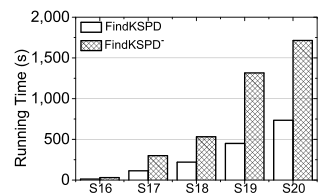 2,000
FindKSPD
FindKSPD⁻
1,500
1,000
500
0
Running Time (s)
S16 S17 S18 S19 S20